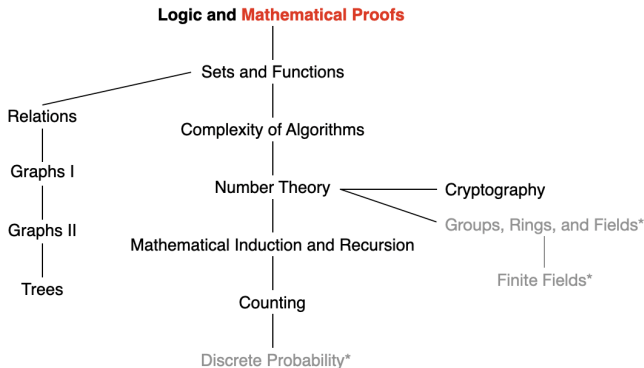 Logic and Mathematical Proofs
Sets and Functions
Relations
Complexity of Algorithms
Graphs I
Number Theory
Cryptography
Groups, Rings, and Fields*
Graphs II
Mathematical Induction and Recursion
Finite Fields*
Trees
Counting
Discrete Probability*